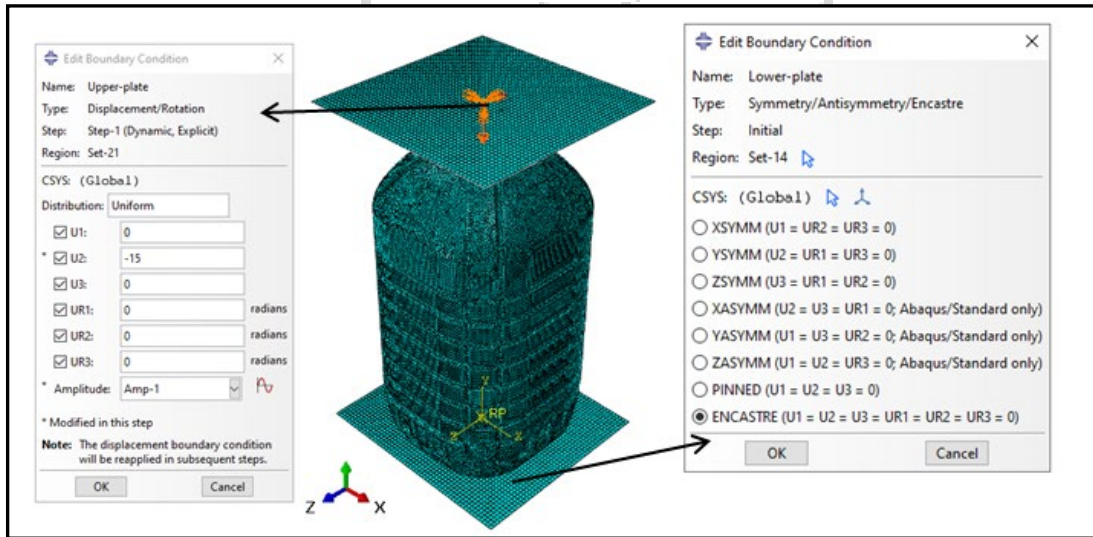 Edit Boundary Condition
Name: Upper-plate
Type: Displacement/Rotation
Step: Step-1 (Dynamic, Explicit)
Region: Set-21
CSYS: (Global)
Distribution: Uniform
U1: 0
* U2: -15
U3: 0
UR1: 0 radians
UR2: 0 radians
UR3: 0 radians
* Amplitude: Amp-1
* Modified in this step
Note: The displacement boundary condition
will be reapplied in subsequent steps.
OK Cancel
Y
RP
Z X
Z X
Edit Boundary Condition
Name: Lower-plate
Type: Symmetry/Antisymmetry/Encastre
Step: Initial
Region: Set-14
CSYS: (Global)
XSYMM (U1 = UR2 = UR3 = 0)
YSYMM (U2 = UR1 = UR3 = 0)
ZSYMM (U3 = UR1 = UR2 = 0)
XASYMM (U2 = U3 = UR1 = 0; Abaqus/Standard only)
YASYMM (U1 = U3 = UR2 = 0; Abaqus/Standard only)
ZASYMM (U1 = U2 = UR3 = 0; Abaqus/Standard only)
PINNED (U1 = U2 = U3 = 0)
ENCASTRE (U1 = U2 = U3 = UR1 = UR2 = UR3 = 0)
OK Cancel